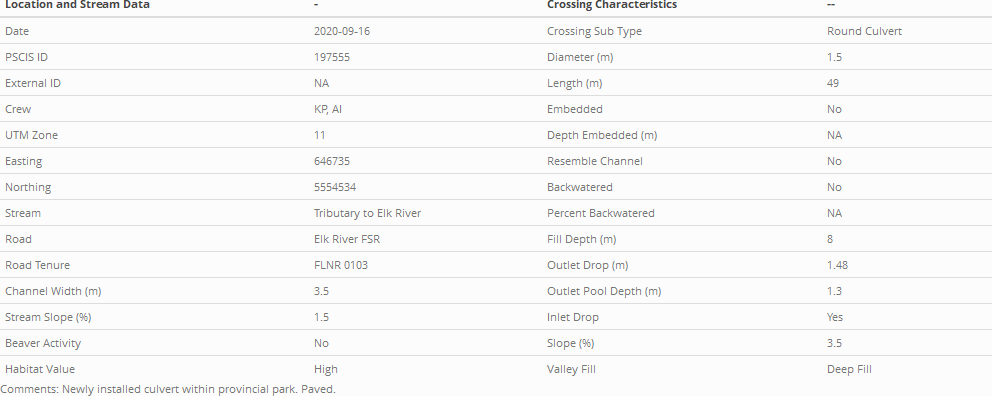 Location and Stream Data - Crossing Characteristics --
Date 2020-09-16 Crossing Sub Type Round Culvert
PSCIS ID 197555 Diameter (m) 1.5
External ID NA Length (m) 49
Crew KP, AI Embedded No
UTM Zone 11 Depth Embedded (m) NA
Easting 646735 Resemble Channel No
Northing 5554534 Backwatered No
Stream Tributary to Elk River Percent Backwatered NA
Road Elk River FSR Fill Depth (m) 8
Road Tenure FLNR 0103 Outlet Drop (m) 1.48
Channel Width (m) 3.5 Outlet Pool Depth (m) 1.3
Stream Slope (%) 1.5 Inlet Drop Yes
Beaver Activity No Slope (%) 3.5
Habitat Value High Valley Fill Deep Fill
Comments: Newly installed culvert within provincial park. Paved.